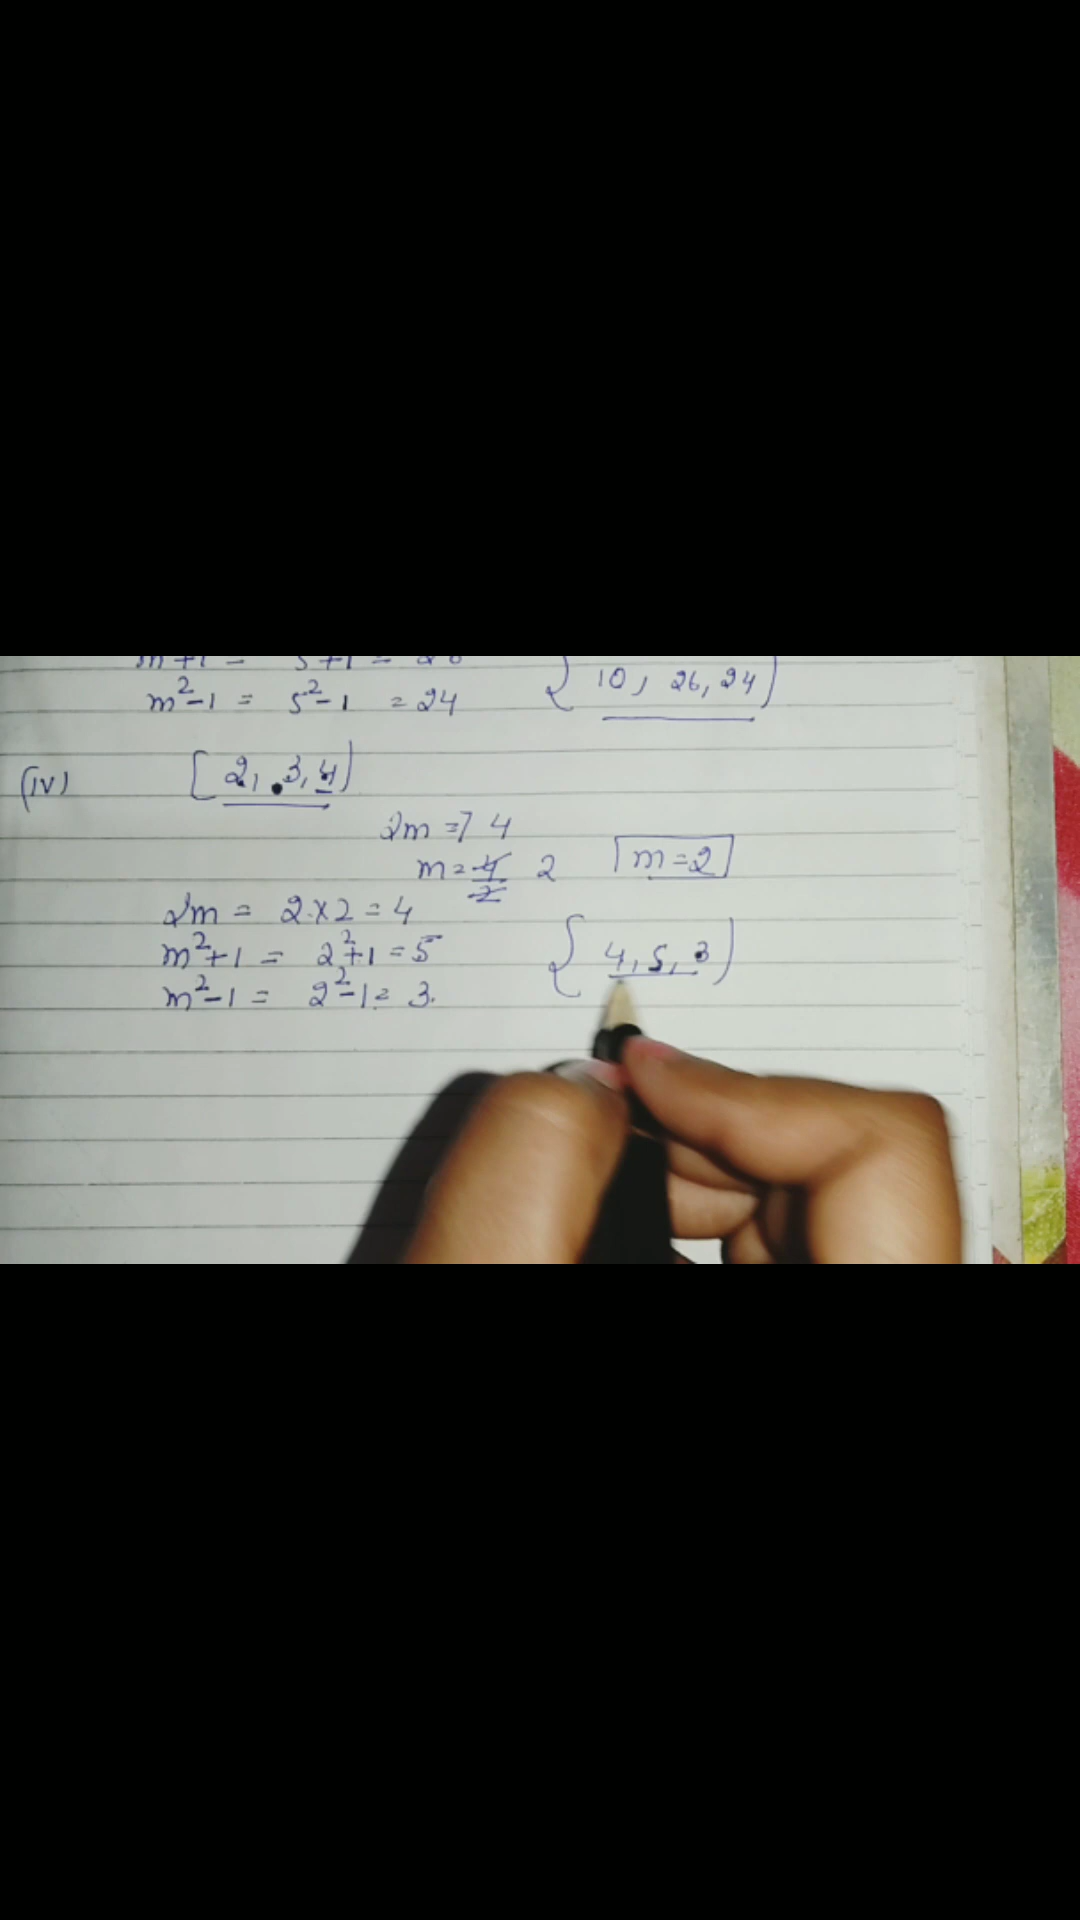 m²-1 = 5²-1 = 24
{10, 26, 24)
(iv) [2, 3, 4)
2m => 4
m = 4/2 2
m = 2
2m = 2×2 = 4
m²+1 = 2²+1 = 5
{4, 5, 3)
m²-1 = 2²-1 = 3.